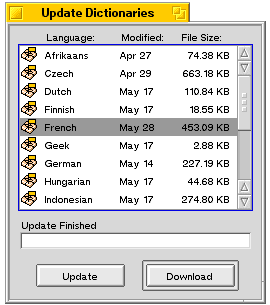 Update Dictionaries
Language: Modified: File Size:
Afrikaans Apr 27 74.38 KB
Czech Apr 29 663.18 KB
Dutch May 17 110.84 KB
Finnish May 17 18.55 KB
French May 28 453.09 KB
Geek May 17 2.88 KB
German May 14 227.19 KB
Hungarian May 17 44.68 KB
Indonesian May 17 274.80 KB
Update Finished
Update Download